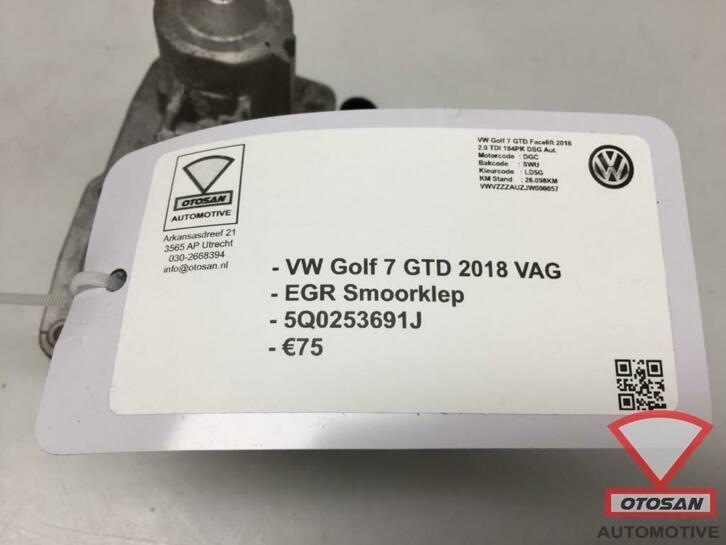 OTOSAN
AUTOMOTIVE
Arkansasdreef 21
3565 AP Utrecht
030-2668394
info@otosan.nl
VW Golf 7 GTD Facelift 2018
2.0 TDI 184PK DSG Aut.
Motorcode : DGC
Bakcode : SWU
Kleurcode : LD5G
KM Stand : 26.098KM
VWVZZZAUZJW000057
- VW Golf 7 GTD 2018 VAG
- EGR Smoorklep
- 5Q0253691J
- €75
OTOSAN
AUTOMOTIVE